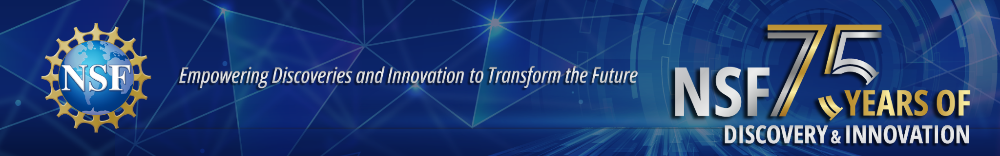 NSF
Empowering Discoveries and Innovation to Transform the Future
NSF 75
YEARS OF
DISCOVERY & INNOVATION